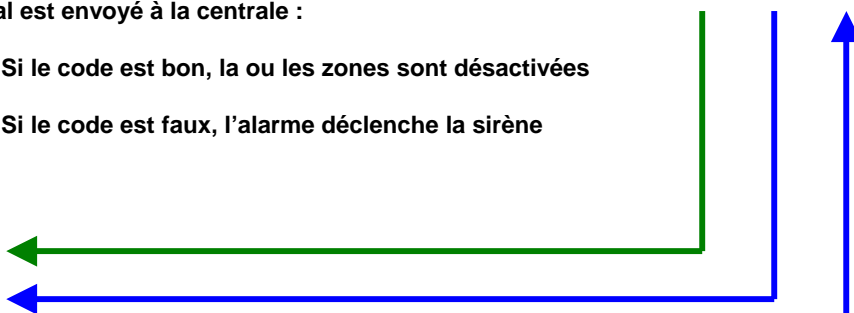 al est envoyé à la centrale :
Si le code est bon, la ou les zones sont désactivées
Si le code est faux, l’alarme déclenche la sirène